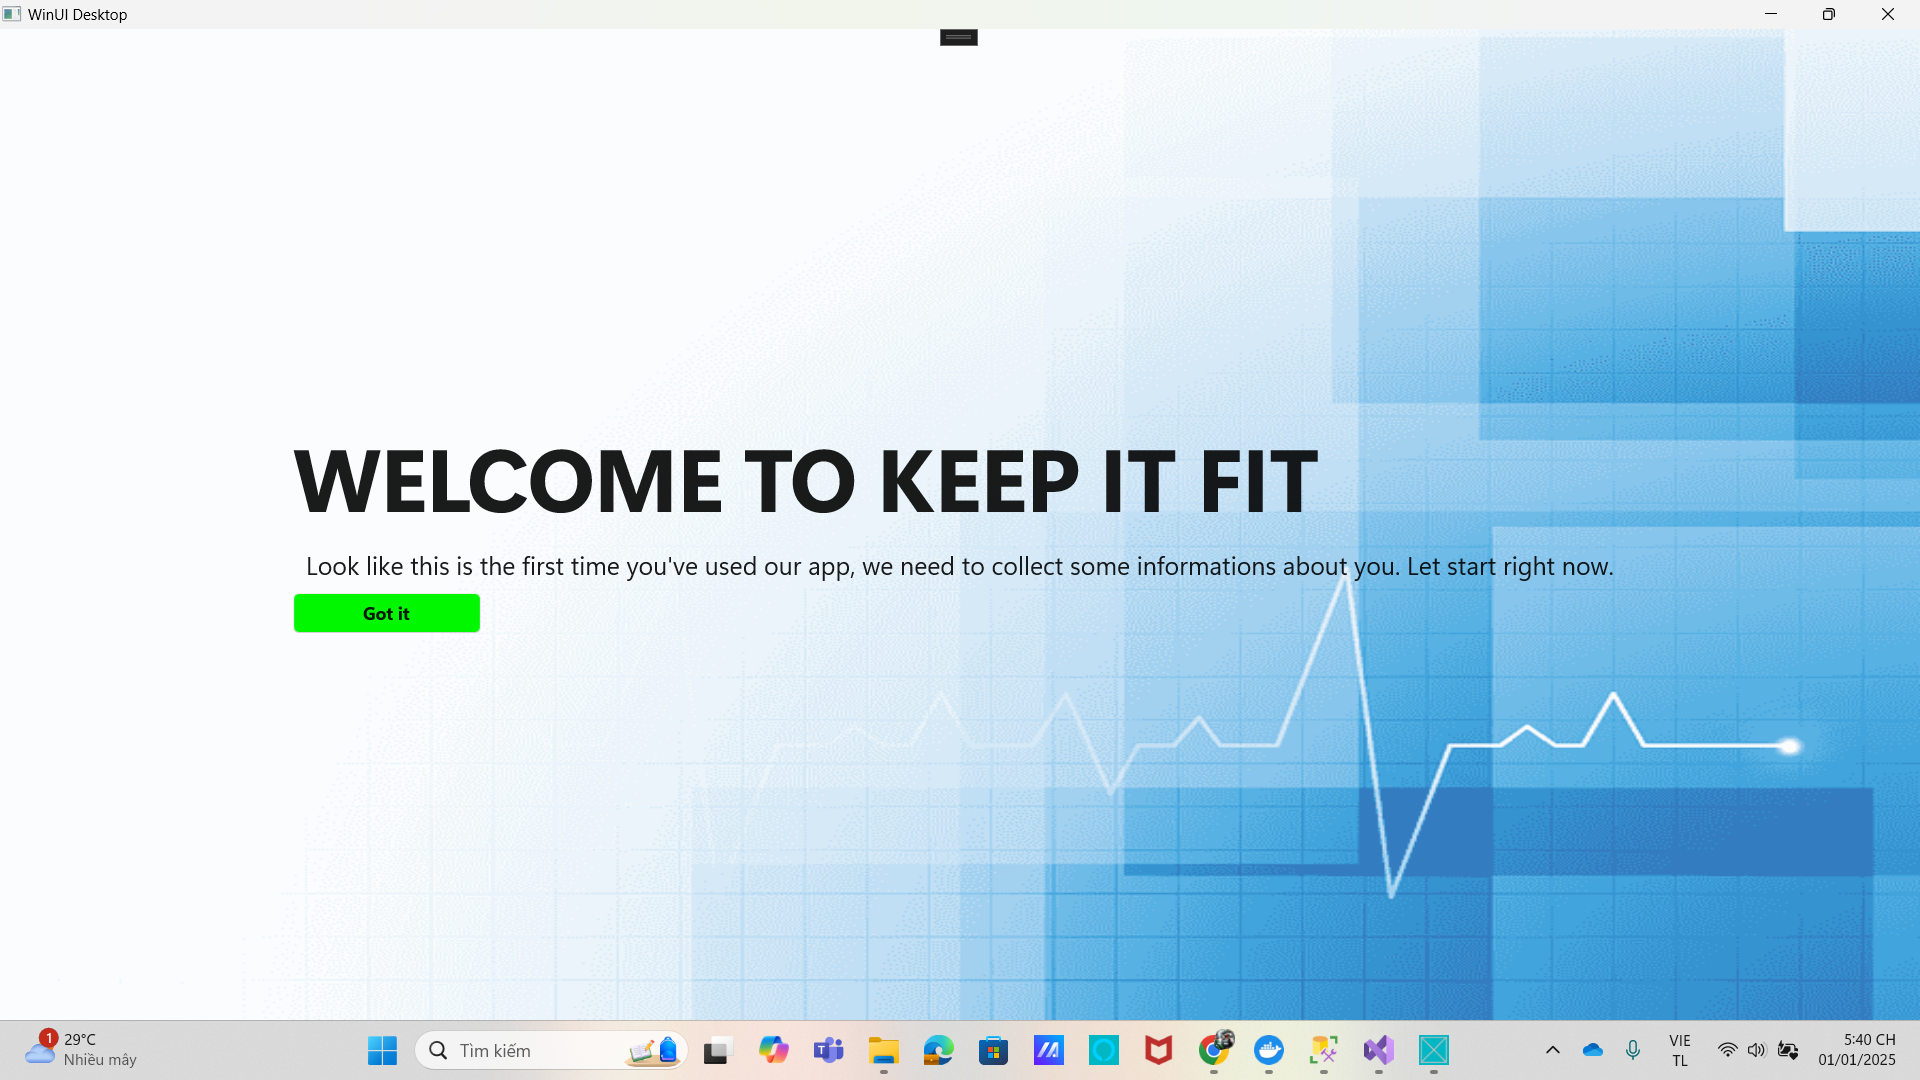 WinUI Desktop
WELCOME TO KEEP IT FIT
Look like this is the first time you've used our app, we need to collect some informations about you. Let start right now.
Got it
1
29°C
Nhiều mây
Tìm kiếm
VIE
TL
5:40 CH
01/01/2025